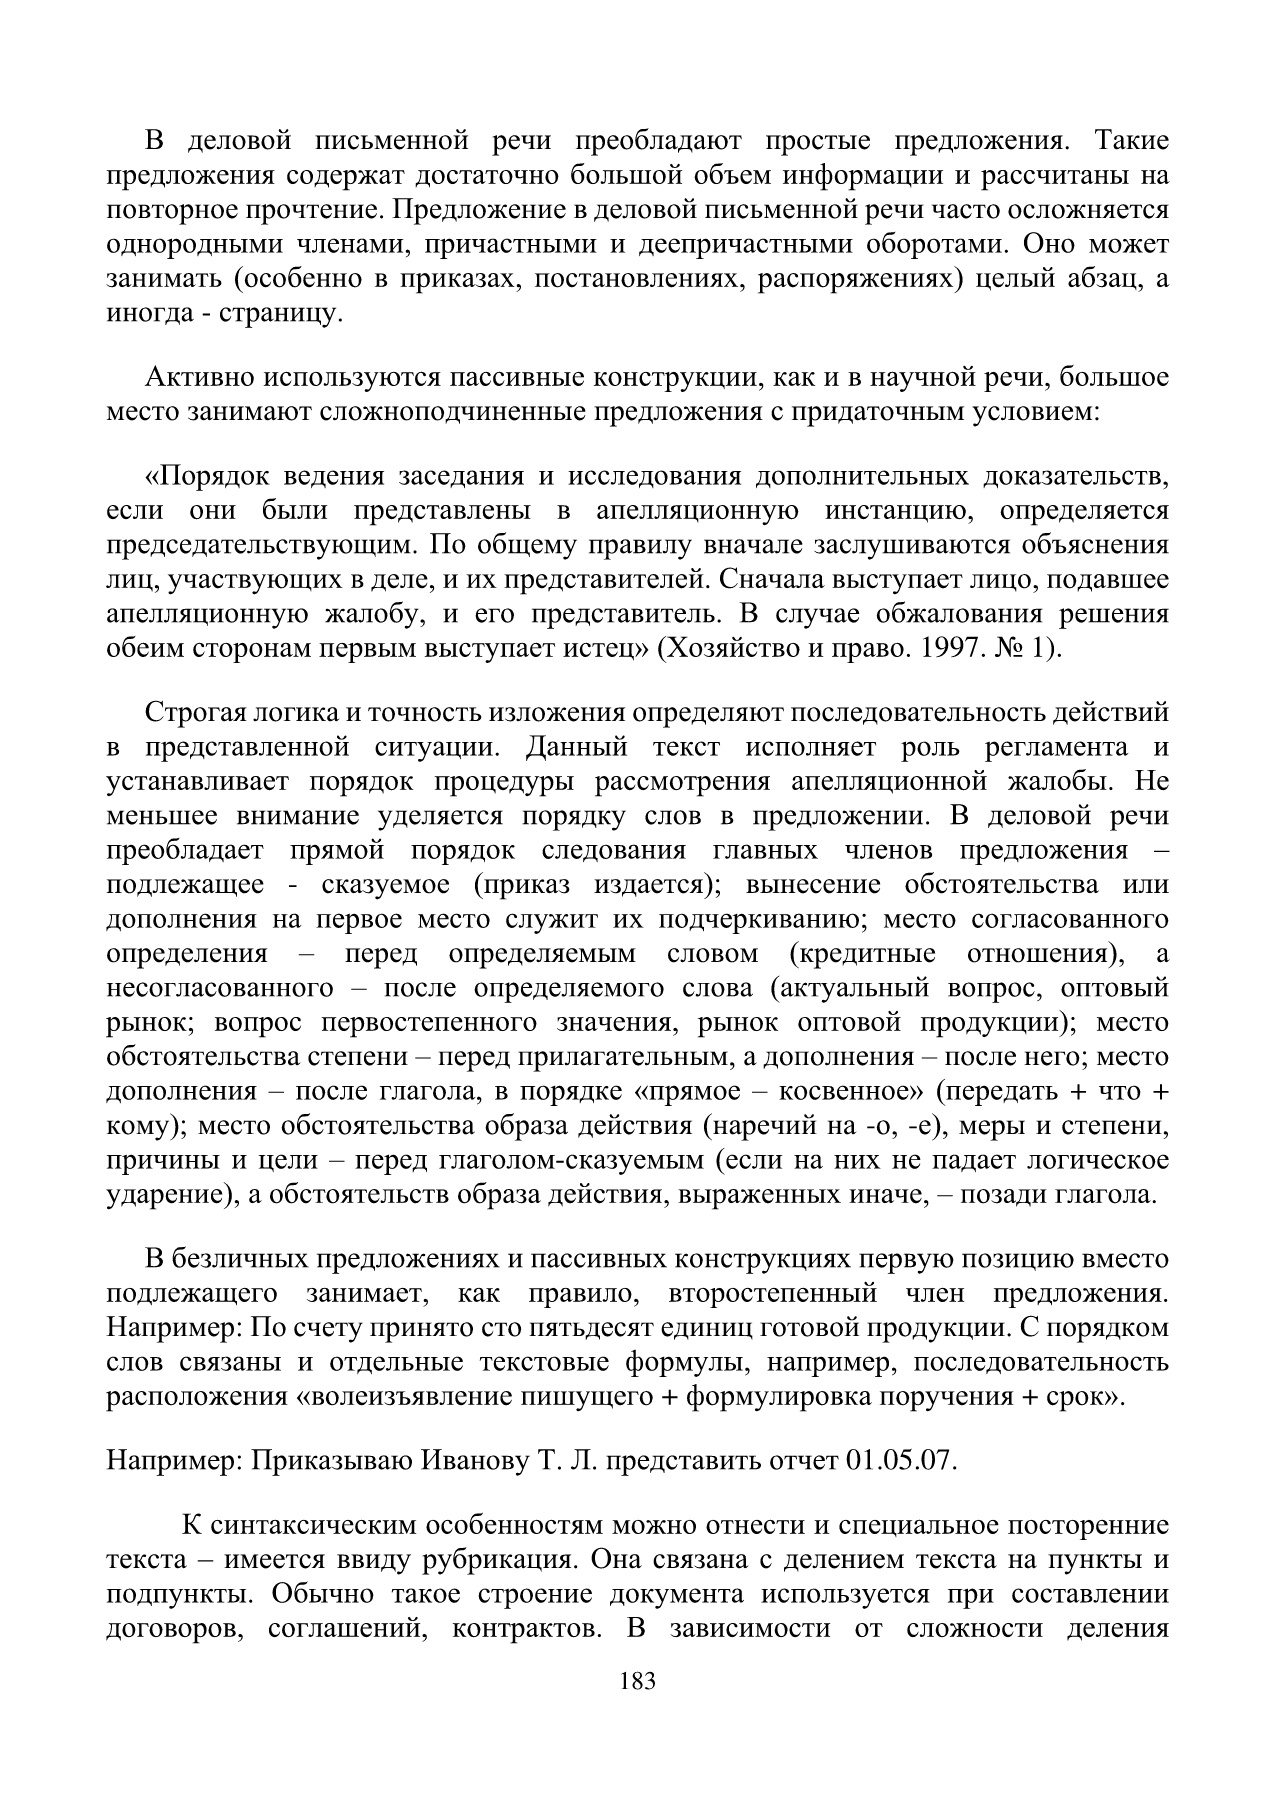 В деловой письменной речи преобладают простые предложения. Такие
предложения содержат достаточно большой объем информации и рассчитаны на
повторное прочтение. Предложение в деловой письменной речи часто осложняется
однородными членами, причастными и деепричастными оборотами. Оно может
занимать (особенно в приказах, постановлениях, распоряжениях) целый абзац, а
иногда - страницу.
Активно используются пассивные конструкции, как и в научной речи, большое
место занимают сложноподчиненные предложения с придаточным условием:
«Порядок ведения заседания и исследования дополнительных доказательств,
если они были представлены в апелляционную инстанцию, определяется
председательствующим. По общему правилу вначале заслушиваются объяснения
лиц, участвующих в деле, и их представителей. Сначала выступает лицо, подавшее
апелляционную жалобу, и его представитель. В случае обжалования решения
обеим сторонам первым выступает истец» (Хозяйство и право. 1997. № 1).
Строгая логика и точность изложения определяют последовательность действий
в представленной ситуации. Данный текст исполняет роль регламента и
устанавливает порядок процедуры рассмотрения апелляционной жалобы. Не
меньшее внимание уделяется порядку слов в предложении. В деловой речи
преобладает прямой порядок следования главных членов предложения –
подлежащее - сказуемое (приказ издается); вынесение обстоятельства или
дополнения на первое место служит их подчеркиванию; место согласованного
определения – перед определяемым словом (кредитные отношения), а
несогласованного – после определяемого слова (актуальный вопрос, оптовый
рынок; вопрос первостепенного значения, рынок оптовой продукции); место
обстоятельства степени – перед прилагательным, а дополнения – после него; место
дополнения – после глагола, в порядке «прямое – косвенное» (передать + что +
кому); место обстоятельства образа действия (наречий на -о, -е), меры и степени,
причины и цели – перед глаголом-сказуемым (если на них не падает логическое
ударение), а обстоятельств образа действия, выраженных иначе, – позади глагола.
В безличных предложениях и пассивных конструкциях первую позицию вместо
подлежащего занимает, как правило, второстепенный член предложения.
Например: По счету принято сто пятьдесят единиц готовой продукции. С порядком
слов связаны и отдельные текстовые формулы, например, последовательность
расположения «волеизъявление пишущего + формулировка поручения + срок».
Например: Приказываю Иванову Т. Л. представить отчет 01.05.07.
К синтаксическим особенностям можно отнести и специальное посторенние
текста – имеется ввиду рубрикация. Она связана с делением текста на пункты и
подпункты. Обычно такое строение документа используется при составлении
договоров, соглашений, контрактов. В зависимости от сложности деления
183